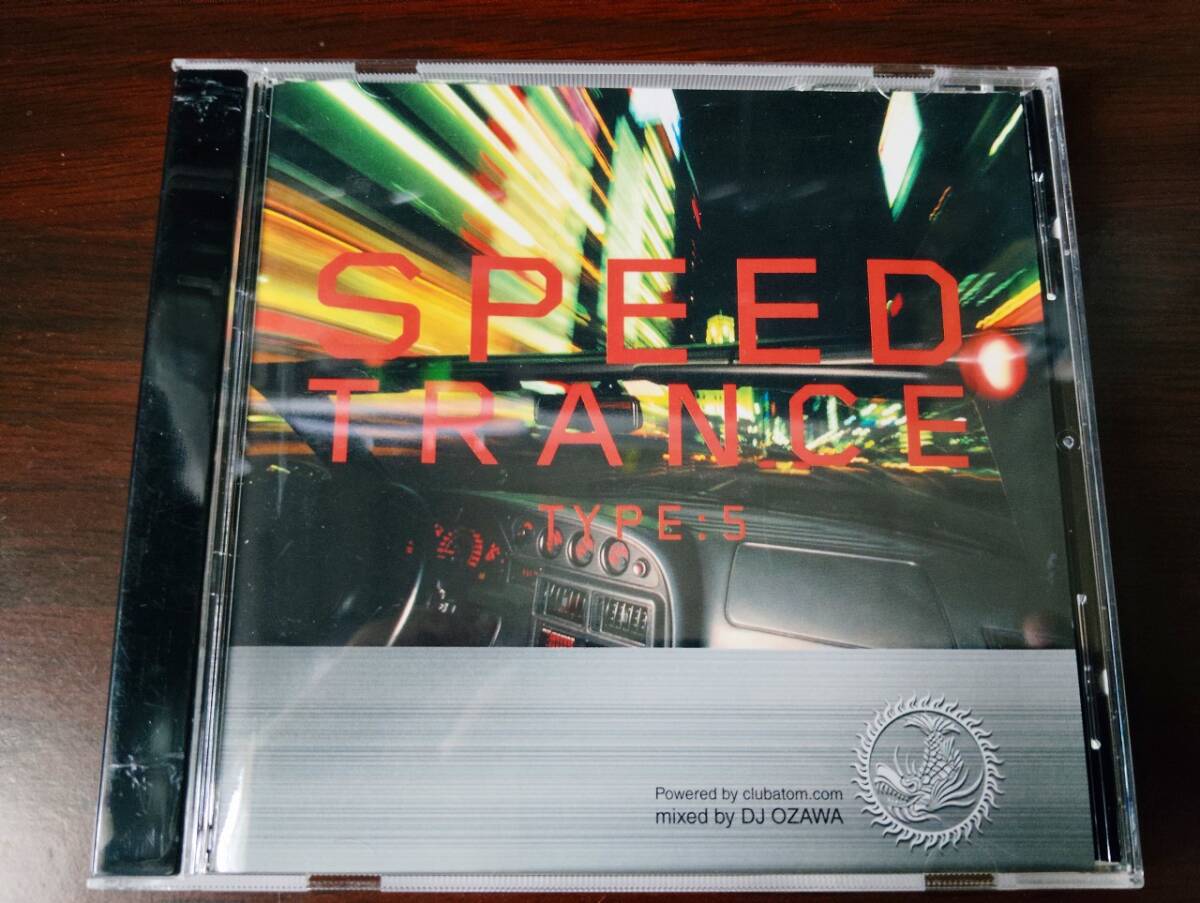 SPEED
TRANCE
TYPE:5
Powered by clubatom.com
mixed by DJ OZAWA